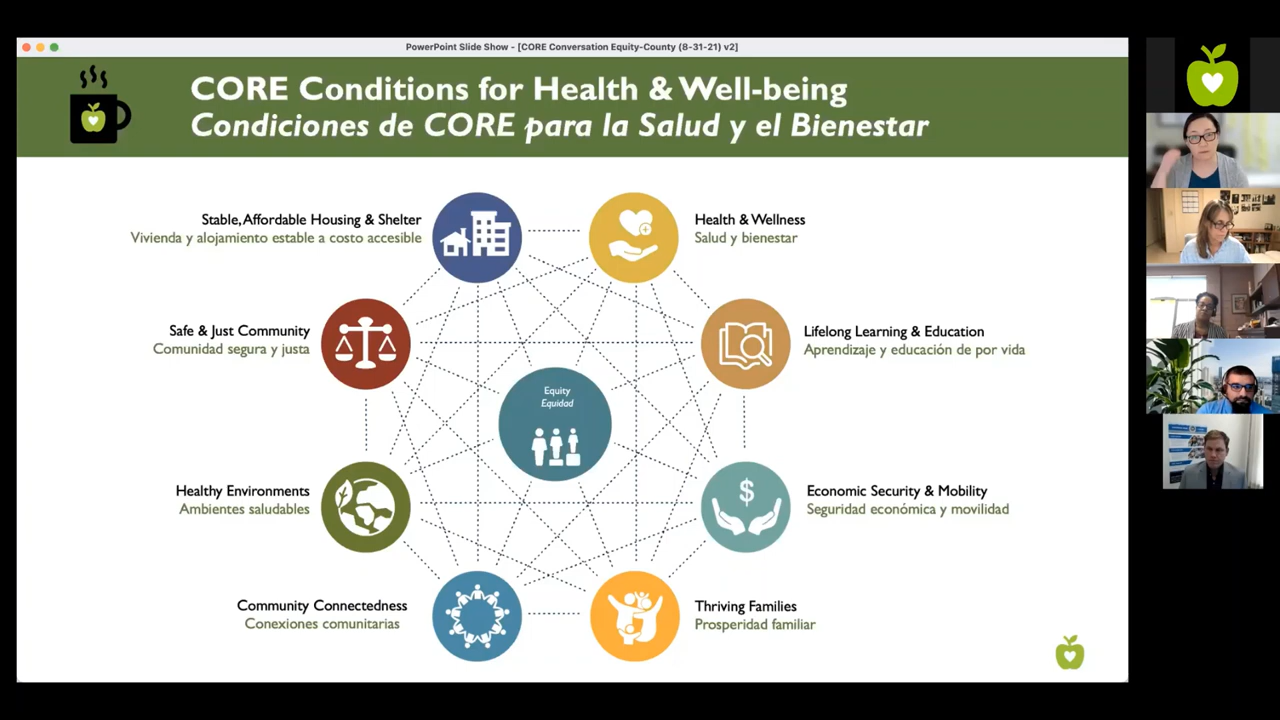 PowerPoint Slide Show - [CORE Conversation Equity-County (8-31-21) v2]
CORE Conditions for Health & Well-being
Condiciones de CORE para la Salud y el Bienestar
Stable, Affordable Housing & Shelter
Vivienda y alojamiento estable a costo accesible
Health & Wellness
Salud y bienestar
Safe & Just Community
Comunidad segura y justa
Lifelong Learning & Education
Aprendizaje y educación de por vida
Equity
Equidad
Healthy Environments
Ambientes saludables
$
Economic Security & Mobility
Seguridad económica y movilidad
Community Connectedness
Conexiones comunitarias
Thriving Families
Prosperidad familiar